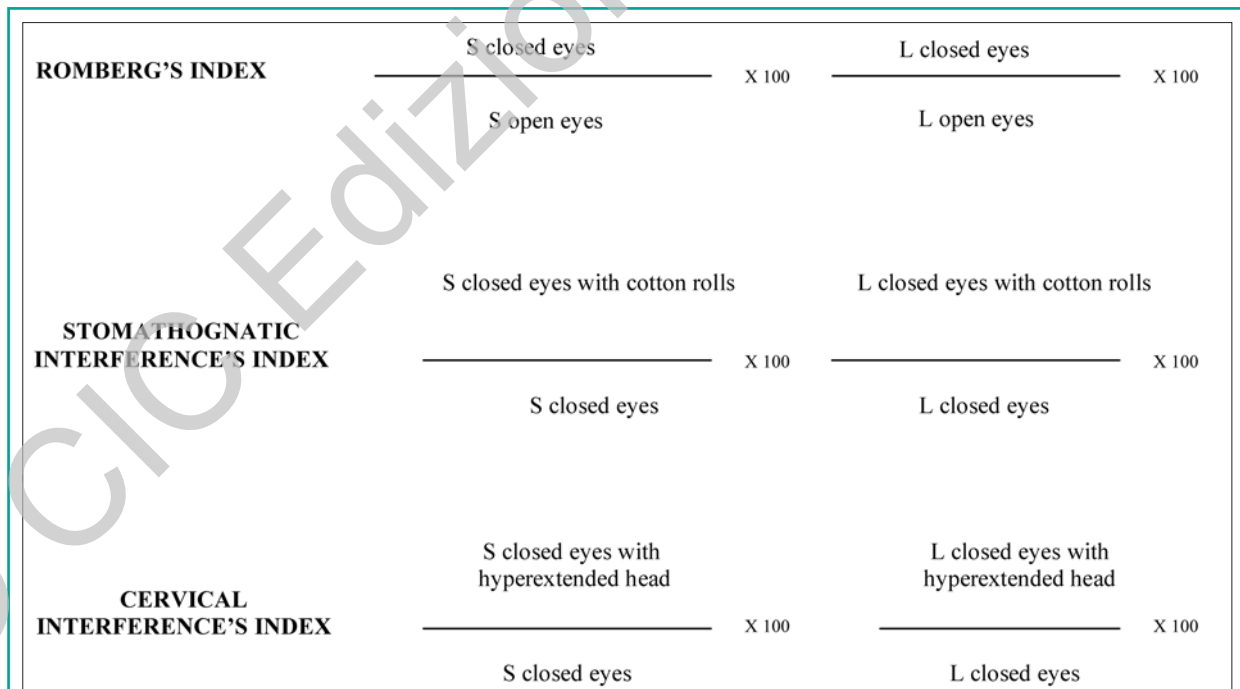 S closed eyes L closed eyes
ROMBERG'S INDEX X 100 X 100
S open eyes L open eyes
S closed eyes with cotton rolls L closed eyes with cotton rolls
STOMATHOGNATIC
INTERFERENCE'S INDEX X 100 X 100
S closed eyes L closed eyes
S closed eyes with L closed eyes with
hyperextended head hyperextended head
CERVICAL
INTERFERENCE'S INDEX X 100 X 100
S closed eyes L closed eyes
CIC Edizio